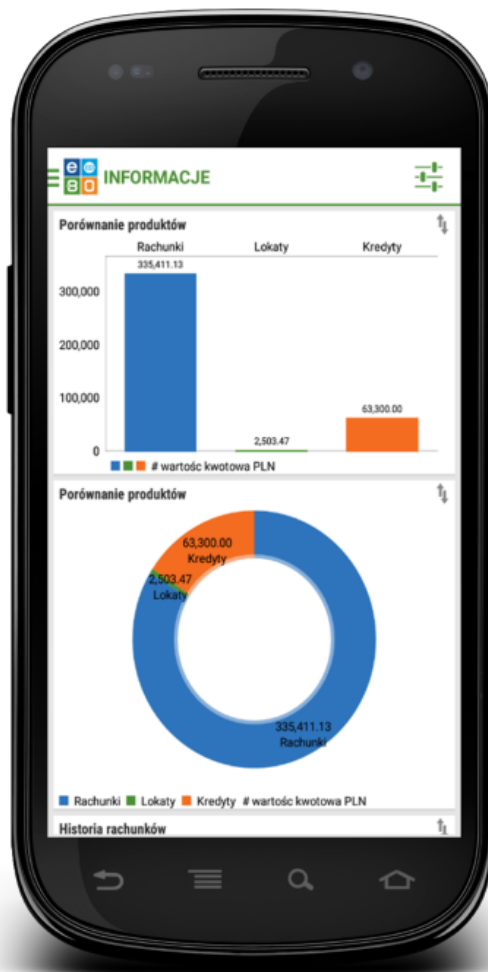 INFORMACJE
Porównanie produktów
Rachunki Lokaty Kredyty
335,411.13
300,000
200,000
100,000
63,300.00
2,503.47
0
# wartośc kwotowa PLN
Porównanie produktów
63,300.00
Kredyty
2,503.47
Lokaty
335,411.13
Rachunki
Rachunki Lokaty Kredyty # wartośc kwotowa PLN
Historia rachunków